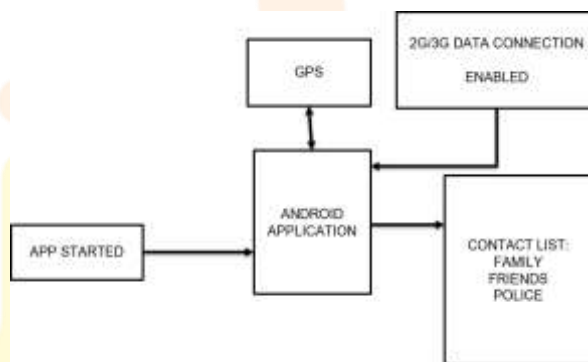 2G/3G DATA CONNECTION
ENABLED
GPS
ANDROID
APPLICATION
APP STARTED
CONTACT LIST:
FAMILY
FRIENDS
POLICE